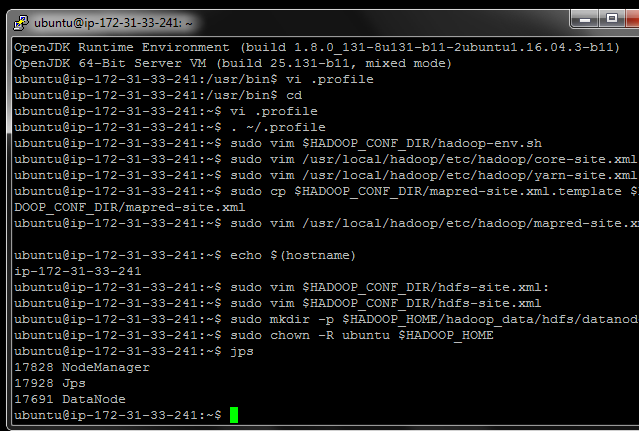 ubuntu@ip-172-31-33-241: ~
OpenJDK Runtime Environment (build 1.8.0_131-8u131-b11-2ubuntu1.16.04.3-b11)
OpenJDK 64-Bit Server VM (build 25.131-b11, mixed mode)
ubuntu@ip-172-31-33-241:/usr/bin$ vi .profile
ubuntu@ip-172-31-33-241:/usr/bin$ cd
ubuntu@ip-172-31-33-241:~$ vi .profile
ubuntu@ip-172-31-33-241:~$ . ~/.profile
ubuntu@ip-172-31-33-241:~$ sudo vim $HADOOP_CONF_DIR/hadoop-env.sh
ubuntu@ip-172-31-33-241:~$ sudo vim /usr/local/hadoop/etc/hadoop/core-site.xml
ubuntu@ip-172-31-33-241:~$ sudo vim /usr/local/hadoop/etc/hadoop/yarn-site.xml
ubuntu@ip-172-31-33-241:~$ sudo cp $HADOOP_CONF_DIR/mapred-site.xml.template $
DOOP_CONF_DIR/mapred-site.xml
ubuntu@ip-172-31-33-241:~$ sudo vim /usr/local/hadoop/etc/hadoop/mapred-site.x
ubuntu@ip-172-31-33-241:~$ echo $(hostname)
ip-172-31-33-241
ubuntu@ip-172-31-33-241:~$ sudo vim $HADOOP_CONF_DIR/hdfs-site.xml:
ubuntu@ip-172-31-33-241:~$ sudo vim $HADOOP_CONF_DIR/hdfs-site.xml
ubuntu@ip-172-31-33-241:~$ sudo mkdir -p $HADOOP_HOME/hadoop_data/hdfs/datanod
ubuntu@ip-172-31-33-241:~$ sudo chown -R ubuntu $HADOOP_HOME
ubuntu@ip-172-31-33-241:~$ jps
17828 NodeManager
17928 Jps
17691 DataNode
ubuntu@ip-172-31-33-241:~$